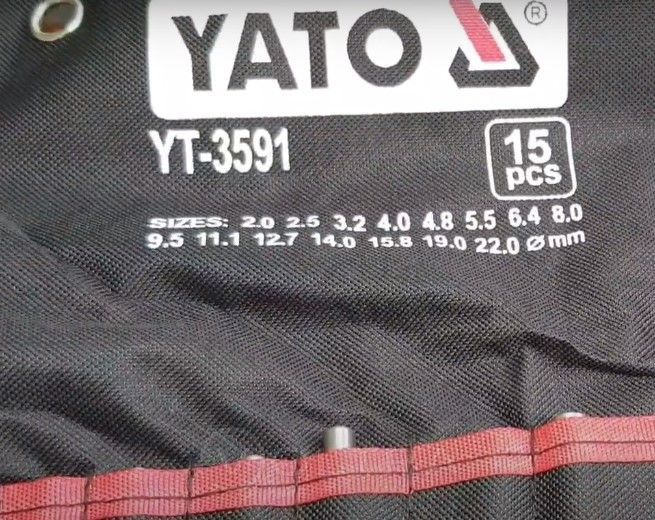 YATO ®
YT-3591
15
pcs
SIZES: 2.0 2.5 3.2 4.0 4.8 5.5 6.4 8.0
9.5 11.1 12.7 14.0 15.8 19.0 22.0 Ø mm